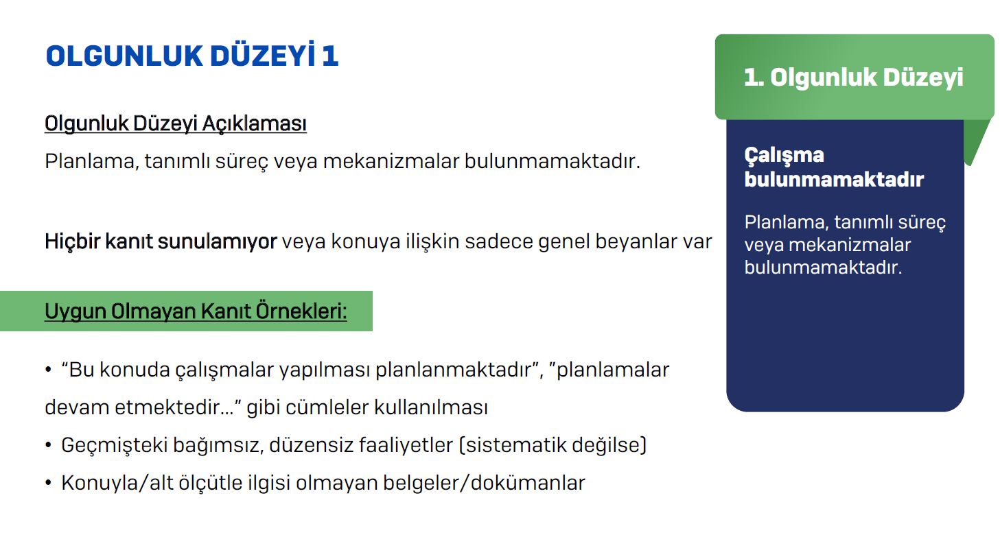 OLGUNLUK DÜZEYİ 1
Olgunluk Düzeyi Açıklaması
Planlama, tanımlı süreç veya mekanizmalar bulunmamaktadır.
Hiçbir kanıt sunulamıyor veya konuya ilişkin sadece genel beyanlar var
Uygun Olmayan Kanıt Örnekleri:
• “Bu konuda çalışmalar yapılması planlanmaktadır”, ”planlamalar
devam etmektedir...” gibi cümleler kullanılması
• Geçmişteki bağımsız, düzensiz faaliyetler (sistematik değilse)
• Konuyla/alt ölçütle ilgisi olmayan belgeler/dokümanlar
1. Olgunluk Düzeyi
Çalışma
bulunmamaktadır
Planlama, tanımlı süreç
veya mekanizmalar
bulunmamaktadır.